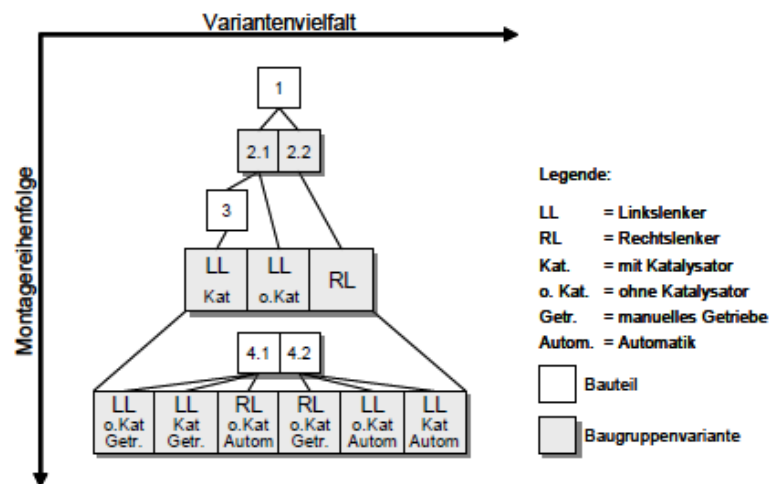 Variantenvielfalt
Montagereihenfolge
1
2.1 2.2
3
LL LL RL
Kat o.Kat
4.1 4.2
LL LL RL RL LL LL
o.Kat Kat o.Kat o.Kat o.Kat Kat
Getr. Getr. Autom Getr. Autom Autom
Legende:
LL = Linkslenker
RL = Rechtslenker
Kat. = mit Katalysator
o. Kat. = ohne Katalysator
Getr. = manuelles Getriebe
Autom. = Automatik
Bauteil
Baugruppenvariante